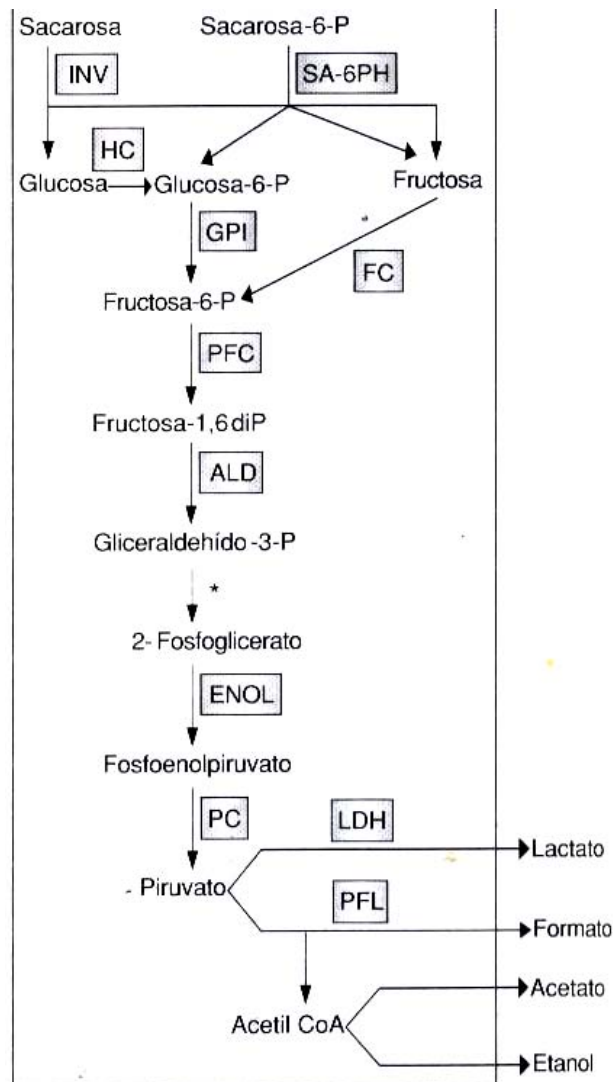 Sacarosa Sacarosa-6-P
INV SA-6PH
HC
Glucosa Glucosa-6-P Fructosa
GPI
FC
Fructosa-6-P
PFC
Fructosa-1,6 diP
ALD
Gliceraldehído-3-P
*
2-Fosfoglicerato
ENOL
Fosfoenolpiruvato
PC LDH
Lactato
Piruvato
PFL
Formato
Acetato
Acetil CoA
Etanol